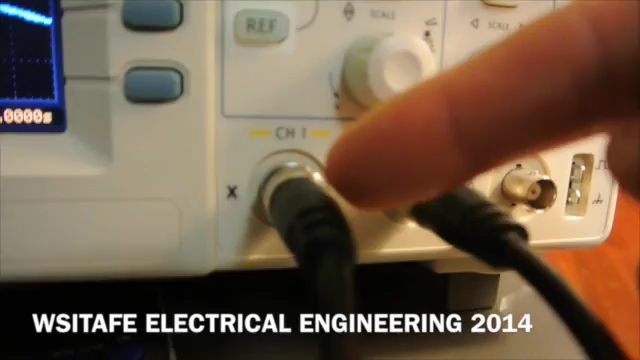 REF
SCALE
SCALE
.0000s
CH 1
X
WSITAFE ELECTRICAL ENGINEERING 2014